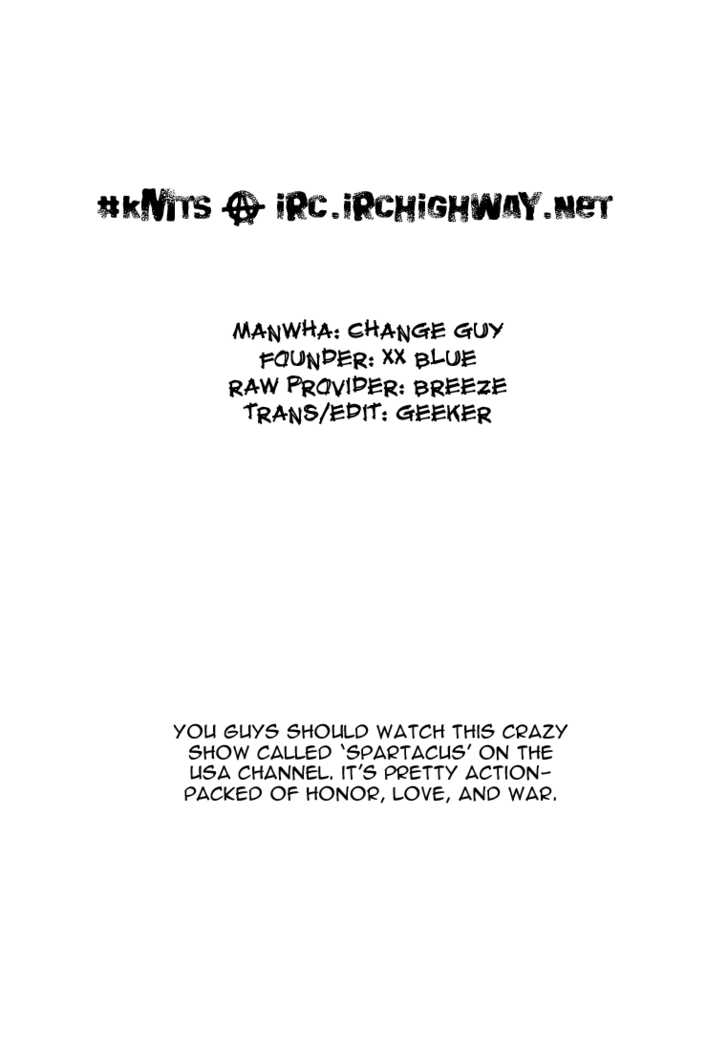 #kMTS @ iRC.iRCHiGHWAY.NeT
MANWHA: CHANGE GUY
FOUNDER: XX BLUE
RAW PROVIDER: BREEZE
TRANS/EDIT: GEEKER
YOU GUYS SHOULD WATCH THIS CRAZY
SHOW CALLED 'SPARTACUS' ON THE
USA CHANNEL. IT'S PRETTY ACTION-
PACKED OF HONOR, LOVE, AND WAR.